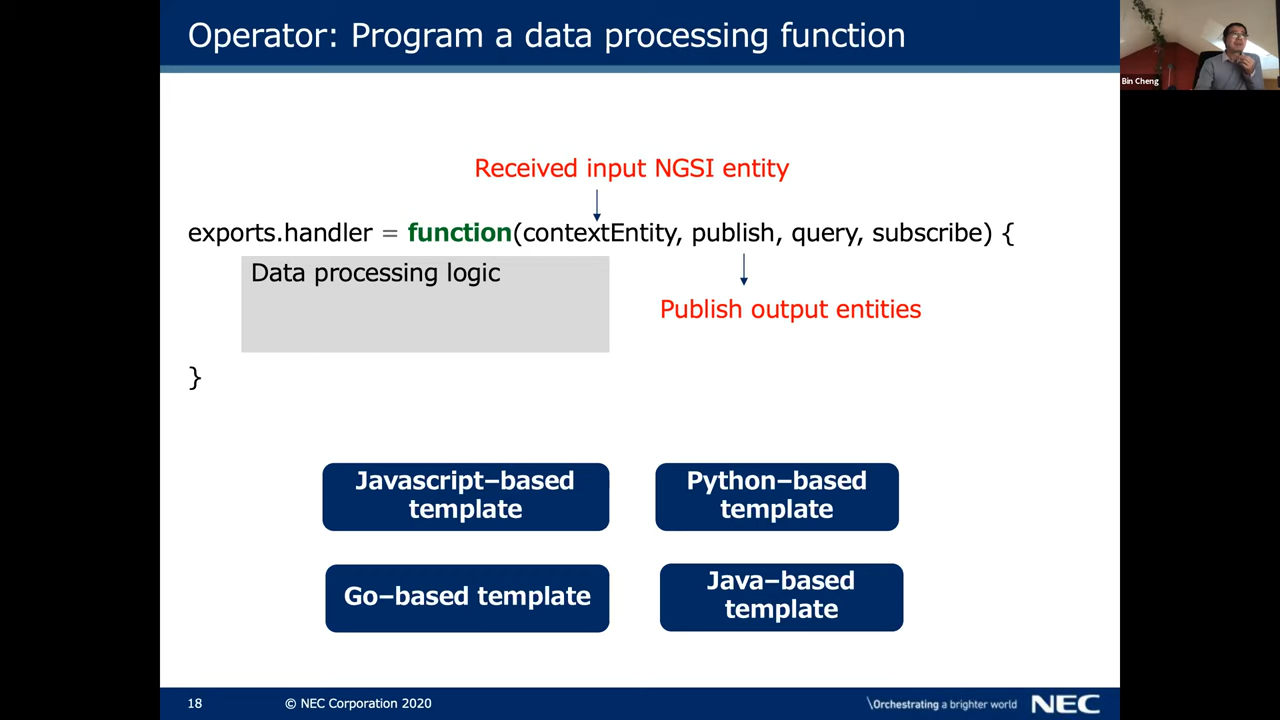 Operator: Program a data processing function
Bin Cheng
Received input NGSI entity
exports.handler = function(contextEntity, publish, query, subscribe) {
Data processing logic
Publish output entities
}
Javascript–based
template
Python–based
template
Go–based template
Java–based
template
18
© NEC Corporation 2020
\Orchestrating a brighter world
NEC